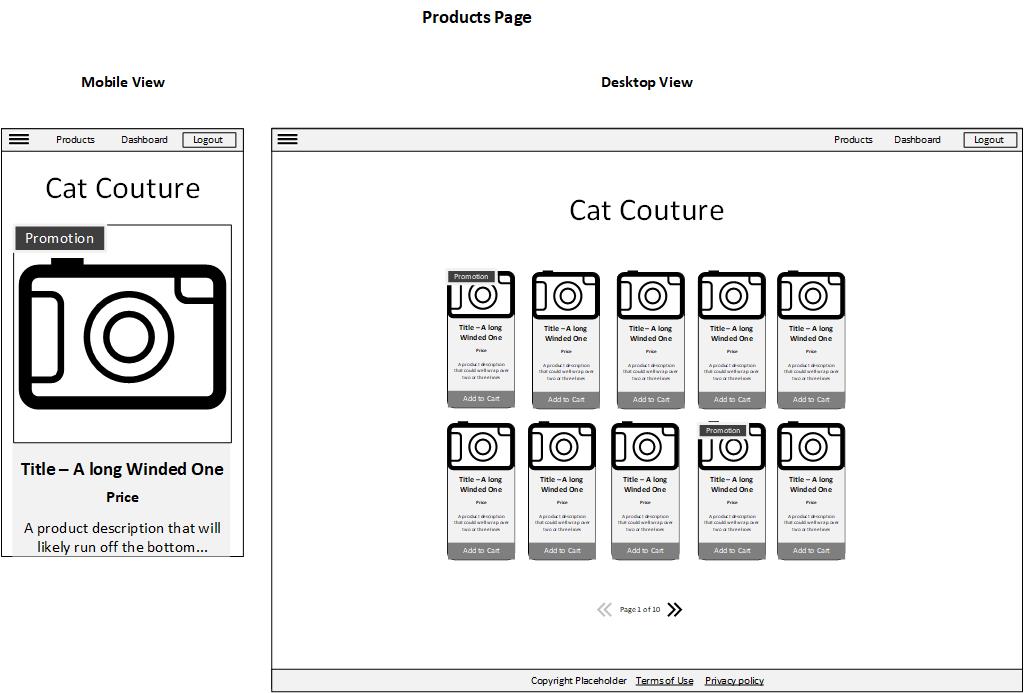 Products Page
Mobile View
Desktop View
Products Dashboard Logout
Cat Couture
Promotion
Title – A long Winded One
Price
A product description that will
likely run off the bottom...
Products Dashboard Logout
Cat Couture
Promotion
Title – A long
Winded One
Price
A product description
that could well wrap over
two or three lines
Add to Cart
Title – A long
Winded One
Price
A product description
that could well wrap over
two or three lines
Add to Cart
Title – A long
Winded One
Price
A product description
that could well wrap over
two or three lines
Add to Cart
Title – A long
Winded One
Price
A product description
that could well wrap over
two or three lines
Add to Cart
Title – A long
Winded One
Price
A product description
that could well wrap over
two or three lines
Add to Cart
Title – A long
Winded One
Price
A product description
that could well wrap over
two or three lines
Add to Cart
Title – A long
Winded One
Price
A product description
that could well wrap over
two or three lines
Add to Cart
Title – A long
Winded One
Price
A product description
that could well wrap over
two or three lines
Add to Cart
Promotion
Title – A long
Winded One
Price
A product description
that could well wrap over
two or three lines
Add to Cart
Title – A long
Winded One
Price
A product description
that could well wrap over
two or three lines
Add to Cart
Page 1 of 10
Copyright Placeholder Terms of Use Privacy policy